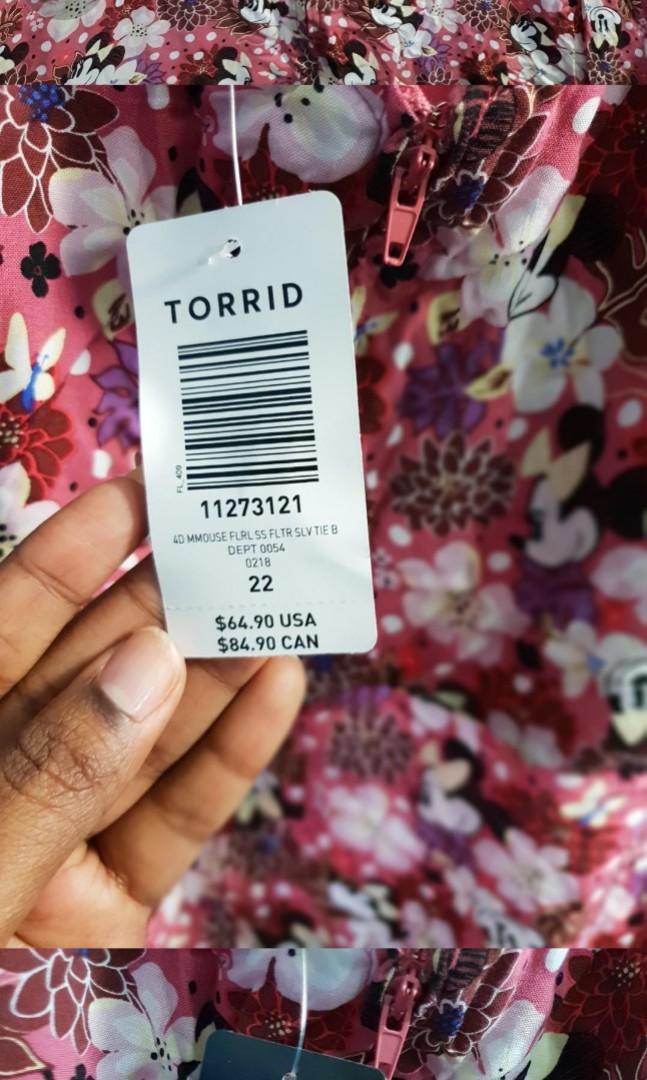 TORRID
FL_409
11273121
4D MMOUSE FLRL SS FLTR SLV TIE B
DEPT 0054
0218
22
$64.90 USA
$84.90 CAN